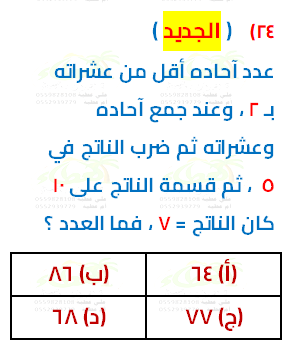 ٢٤) ( الجديد )
عدد آحاده أقل من عشراته
بـ ٢ ، وعند جمع آحاده
وعشراته ثم ضرب الناتج في
٥ ، ثم قسمة الناتج على ١٠
كان الناتج = ٧ ، فما العدد ؟
(أ) ٦٤ (ب) ٨٦
(ج) ٧٧ (د) ٦٨